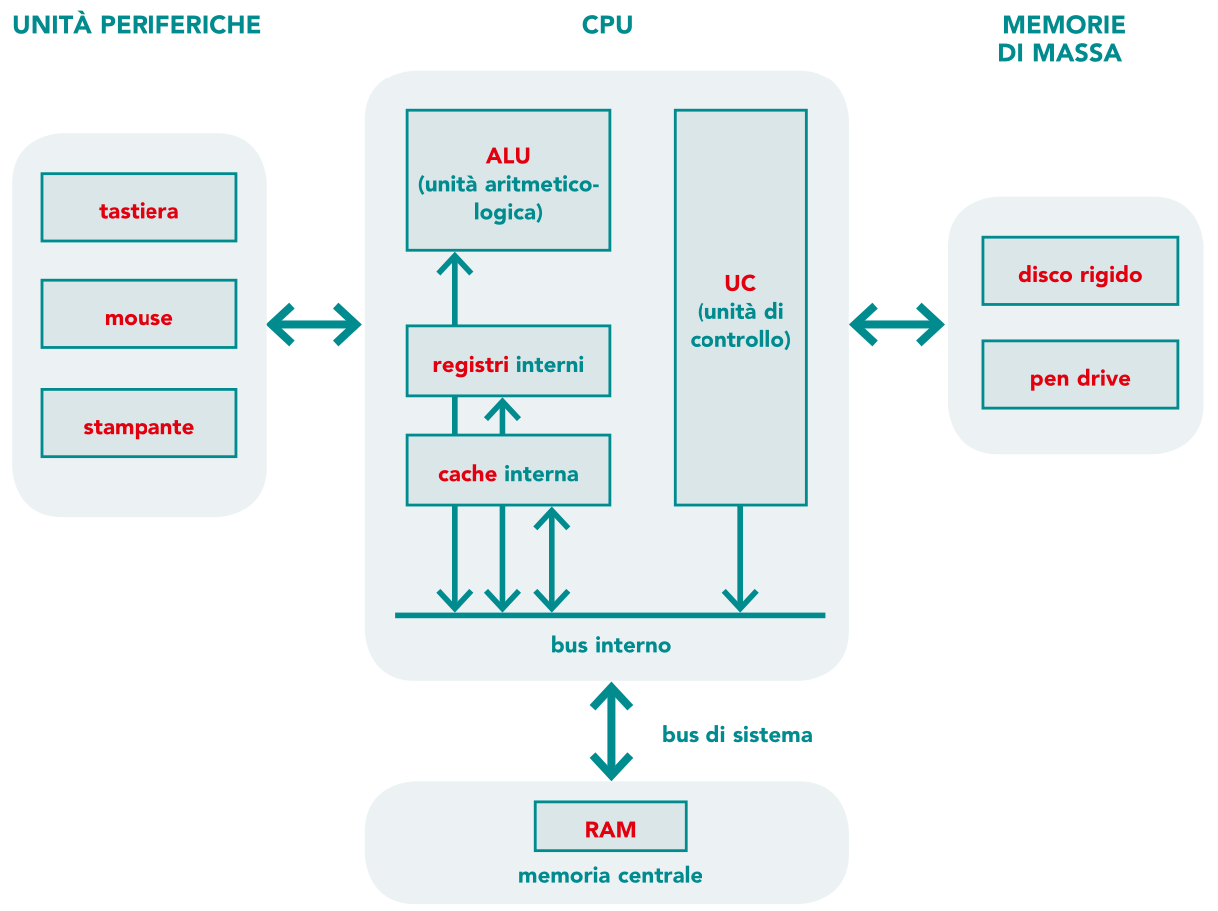 UNITÀ PERIFERICHE
CPU
MEMORIE
DI MASSA
tastiera
mouse
stampante
ALU
(unità aritmetico-
logica)
registri interni
cache interna
UC
(unità di
controllo)
bus interno
disco rigido
pen drive
bus di sistema
RAM
memoria centrale